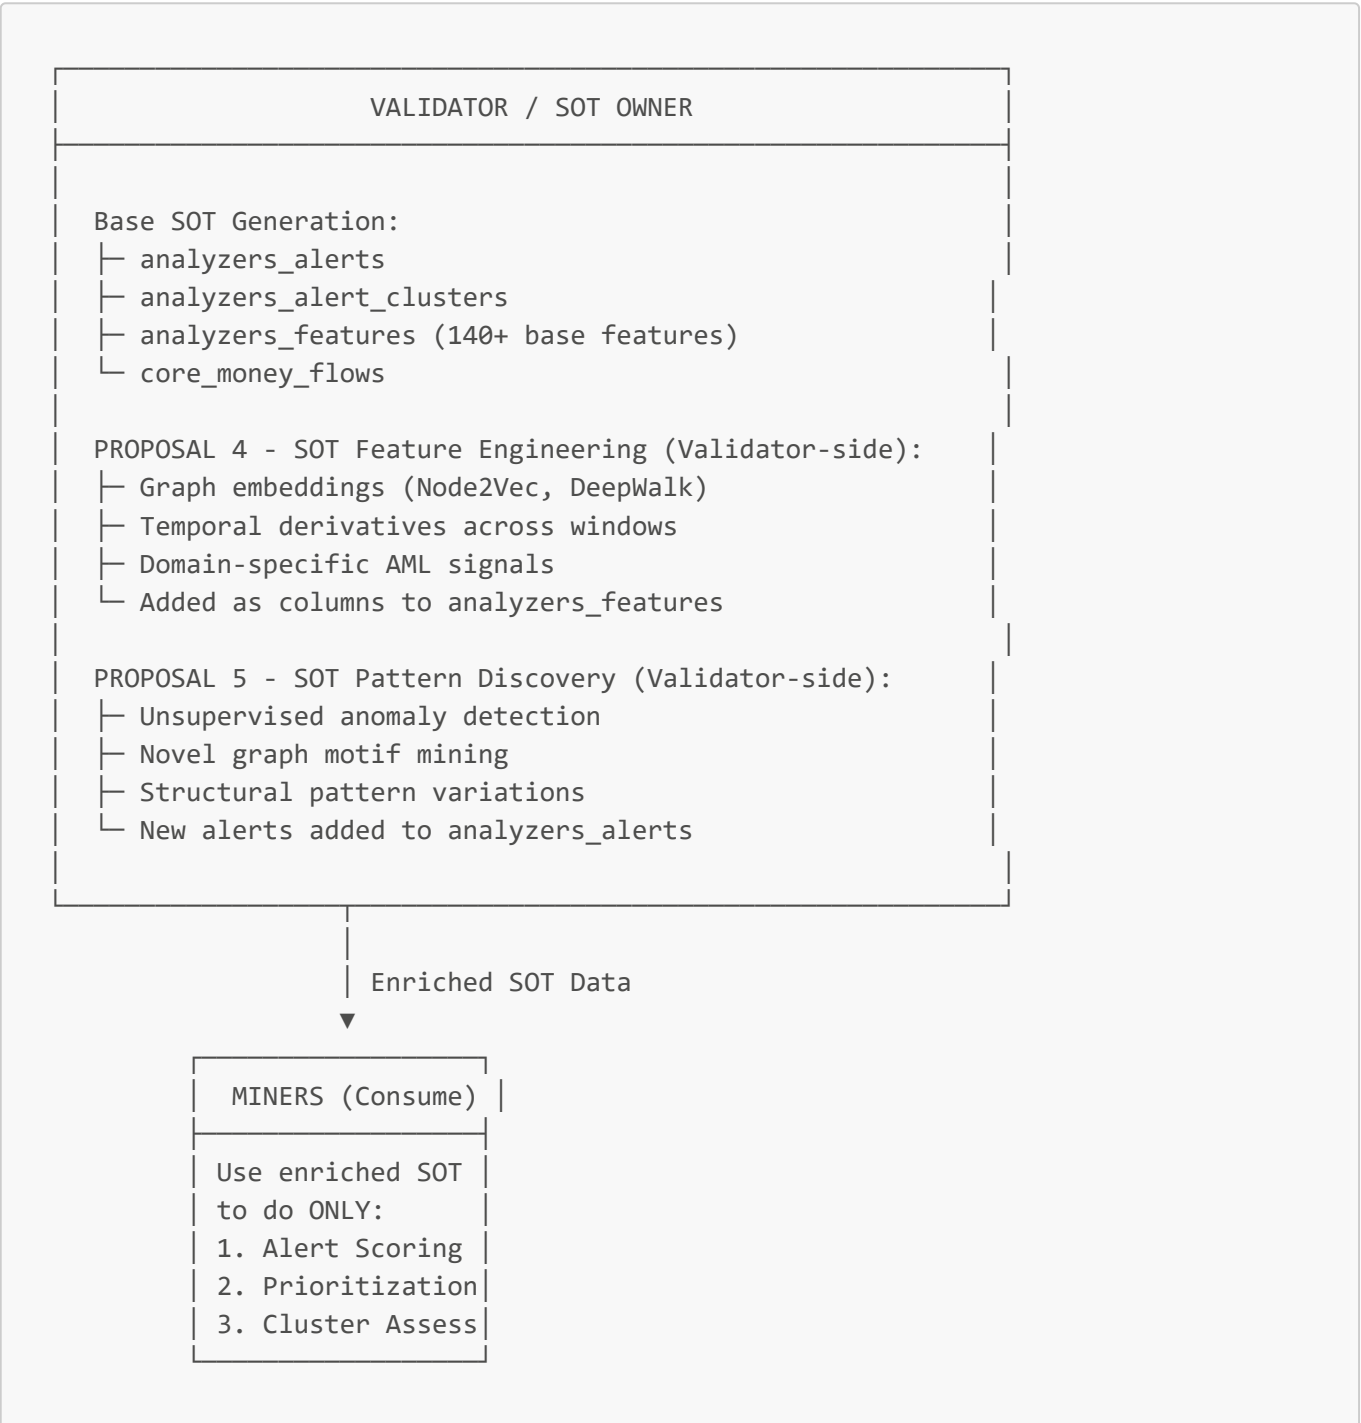 VALIDATOR / SOT OWNER
Base SOT Generation:
├─ analyzers_alerts
├─ analyzers_alert_clusters
├─ analyzers_features (140+ base features)
└─ core_money_flows
PROPOSAL 4 - SOT Feature Engineering (Validator-side):
├─ Graph embeddings (Node2Vec, DeepWalk)
├─ Temporal derivatives across windows
├─ Domain-specific AML signals
└─ Added as columns to analyzers_features
PROPOSAL 5 - SOT Pattern Discovery (Validator-side):
├─ Unsupervised anomaly detection
├─ Novel graph motif mining
├─ Structural pattern variations
└─ New alerts added to analyzers_alerts
Enriched SOT Data
MINERS (Consume)
Use enriched SOT
to do ONLY:
1. Alert Scoring
2. Prioritization
3. Cluster Assess